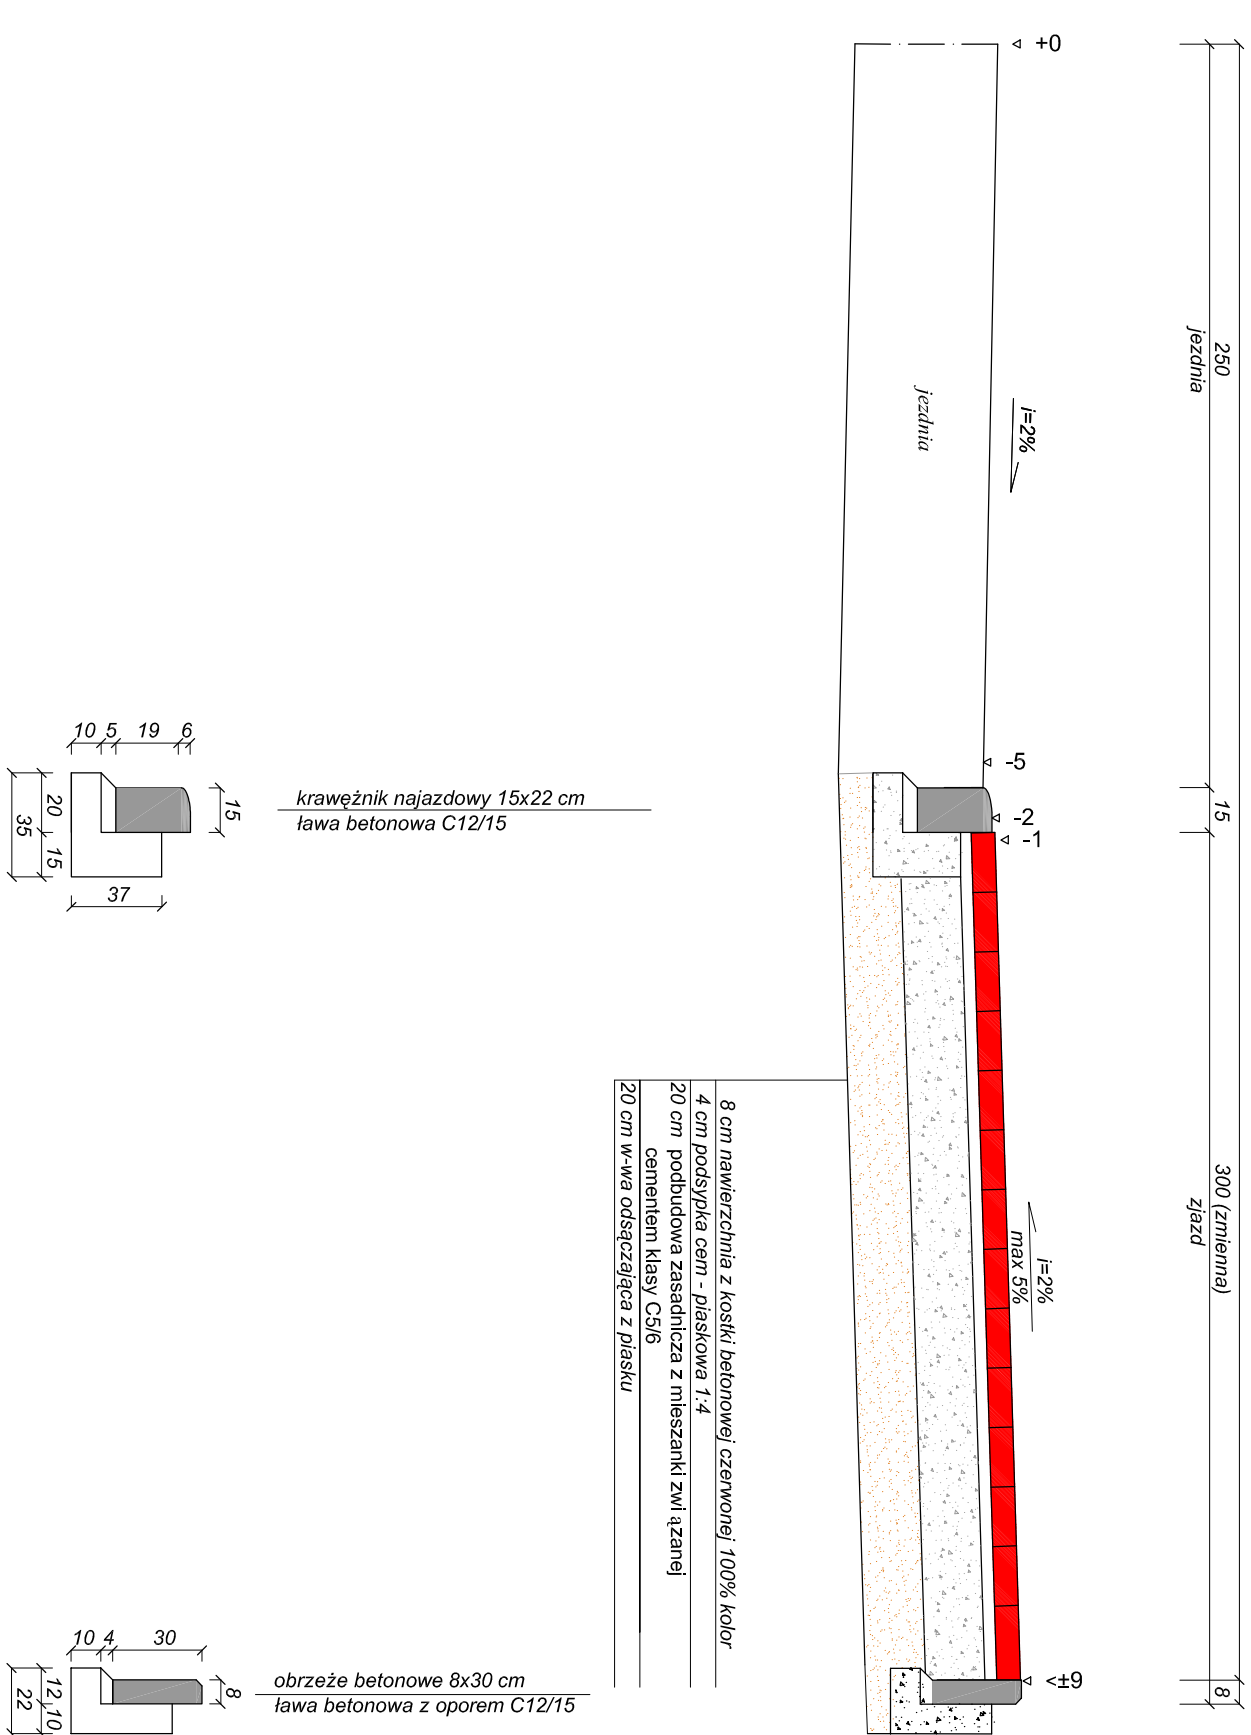 +0
250
jezdnia
jezdnia
i=2%
-5
-2
-1
15
300 (zmienna)
zjazd
i=2%
max 5%
<±9
8
8 cm nawierzchnia z kostki betonowej czerwonej 100% kolor
4 cm podsypka cem - piaskowa 1:4
20 cm podbudowa zasadnicza z mieszanki związanej
cementem klasy C5/6
20 cm w-wa odsączająca z piasku
10 5 19 6
15
20
15
35
37
krawężnik najazdowy 15x22 cm
ława betonowa C12/15
10 4 30
8
12
10
22
obrzeże betonowe 8x30 cm
ława betonowa z oporem C12/15